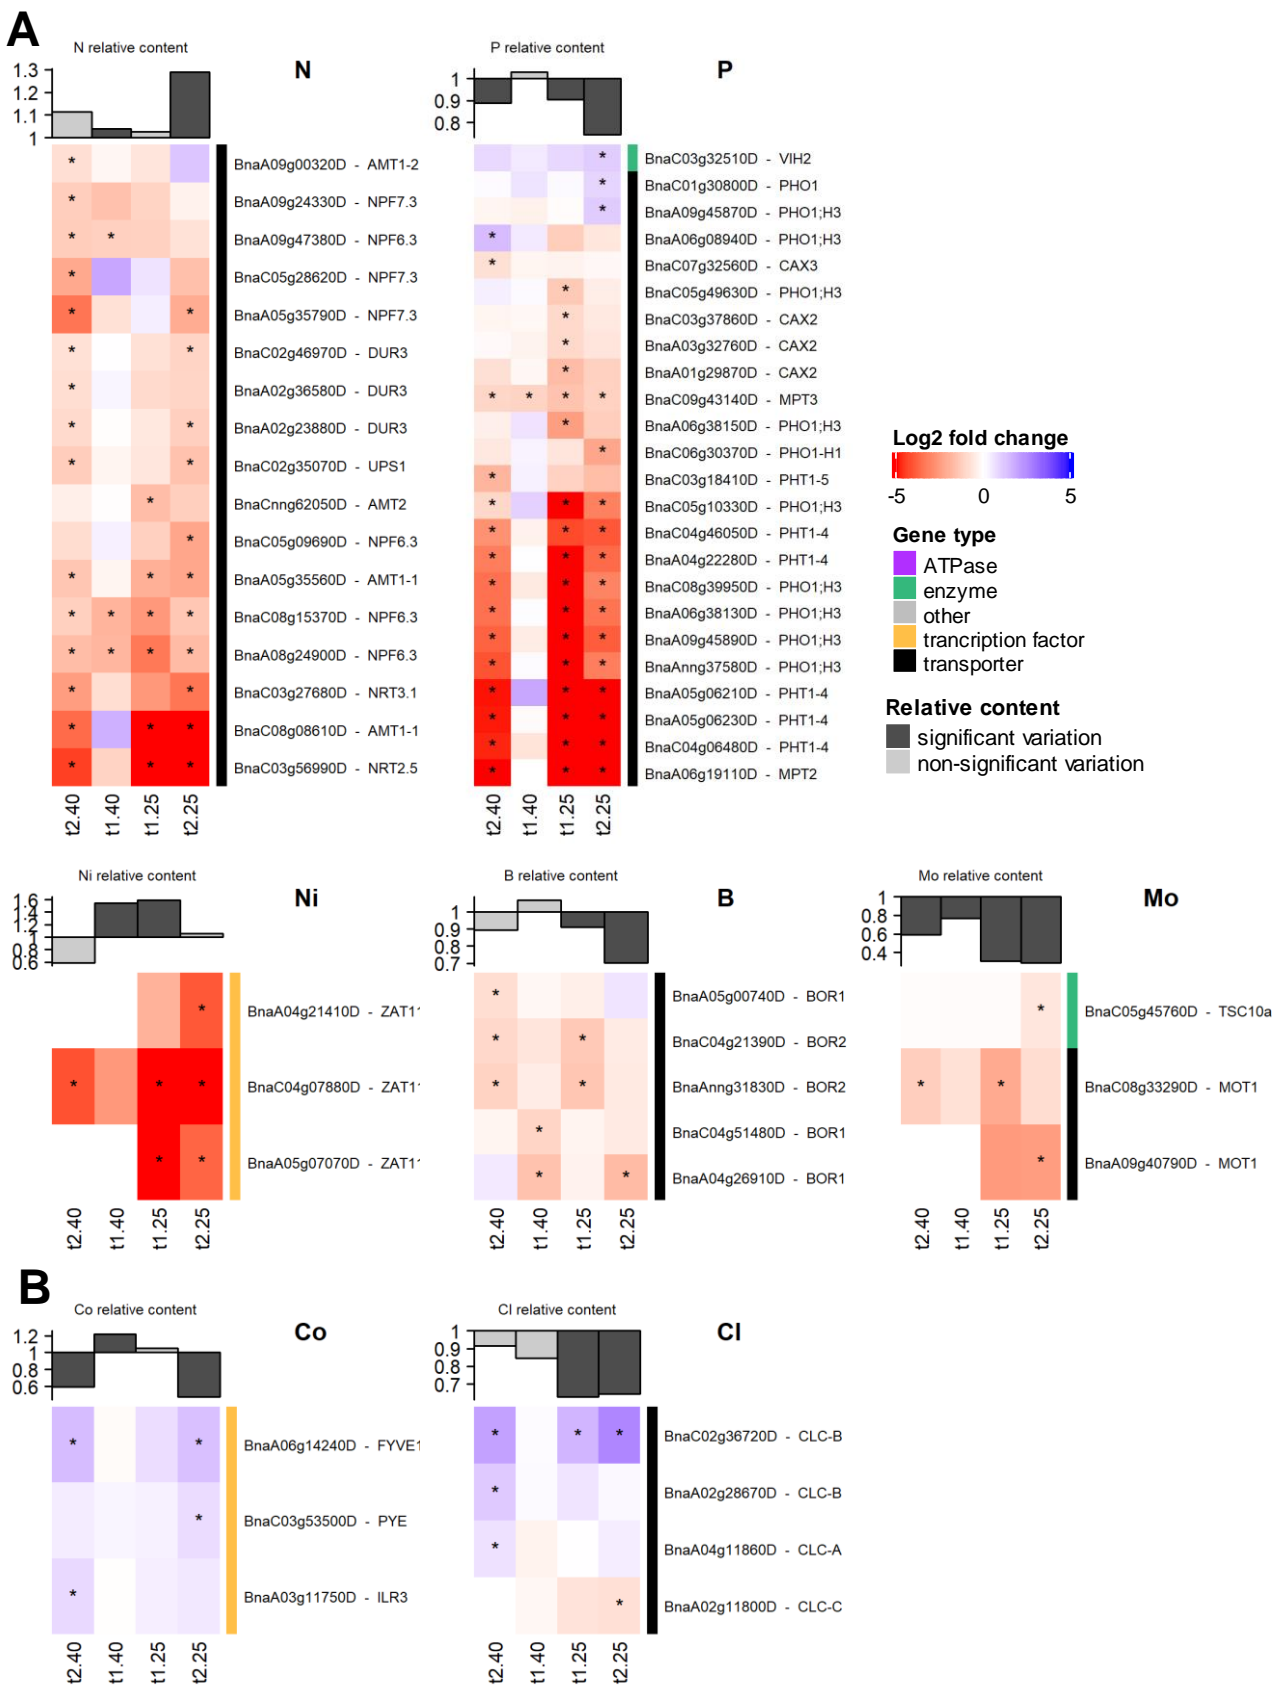 A
N relative content
N
1.3
1.2
1.1
1
*
BnaA09g00320D - AMT1-2
*
BnaA09g24330D - NPF7.3
* *
BnaA09g47380D - NPF6.3
*
BnaC05g28620D - NPF7.3
* *
BnaA05g35790D - NPF7.3
* *
BnaC02g46970D - DUR3
*
BnaA02g36580D - DUR3
* *
BnaA02g23880D - DUR3
* *
BnaC02g35070D - UPS1
*
BnaCnng62050D - AMT2
*
BnaC05g09690D - NPF6.3
* * *
BnaA05g35560D - AMT1-1
* * * *
BnaC08g15370D - NPF6.3
* * * *
BnaA08g24900D - NPF6.3
* *
BnaC03g27680D - NRT3.1
* * *
BnaC08g08610D - AMT1-1
* * *
BnaC03g56990D - NRT2.5
t2.40 t1.40 t1.25 t2.25
P relative content
P
1
0.9
0.8
*
BnaC03g32510D - VIH2
*
BnaC01g30800D - PHO1
*
BnaA09g45870D - PHO1;H3
*
BnaA06g08940D - PHO1;H3
*
BnaC07g32560D - CAX3
*
BnaC05g49630D - PHO1;H3
*
BnaC03g37860D - CAX2
*
BnaA03g32760D - CAX2
*
BnaA01g29870D - CAX2
* * * *
BnaC09g43140D - MPT3
*
BnaA06g38150D - PHO1;H3
*
BnaC06g30370D - PHO1-H1
*
BnaC03g18410D - PHT1-5
* * *
BnaC05g10330D - PHO1;H3
* * *
BnaC04g46050D - PHT1-4
* * *
BnaA04g22280D - PHT1-4
* * *
BnaC08g39950D - PHO1;H3
* * *
BnaA06g38130D - PHO1;H3
* * *
BnaA09g45890D - PHO1;H3
* * *
BnaAnng37580D - PHO1;H3
* * *
BnaA05g06210D - PHT1-4
* * *
BnaA05g06230D - PHT1-4
* * *
BnaC04g06480D - PHT1-4
* * *
BnaA06g19110D - MPT2
t2.40 t1.40 t1.25 t2.25
Log2 fold change
-5 0 5
Gene type
ATPase
enzyme
other
trancription factor
transporter
Relative content
significant variation
non-significant variation
Ni relative content
Ni
1.6
1.4
1.2
1
0.8
0.6
*
BnaA04g21410D - ZAT11
* * *
BnaC04g07880D - ZAT11
* *
BnaA05g07070D - ZAT11
t2.40 t1.40 t1.25 t2.25
B relative content
B
1
0.9
0.8
0.7
*
BnaA05g00740D - BOR1
* *
BnaC04g21390D - BOR2
* *
BnaAnng31830D - BOR2
*
BnaC04g51480D - BOR1
* *
BnaA04g26910D - BOR1
t2.40 t1.40 t1.25 t2.25
Mo relative content
Mo
1
0.8
0.6
0.4
*
BnaC05g45760D - TSC10a
* *
BnaC08g33290D - MOT1
*
BnaA09g40790D - MOT1
t2.40 t1.40 t1.25 t2.25
B
Co relative content
Co
1.2
1
0.8
0.6
* *
BnaA06g14240D - FYVE1
*
BnaC03g53500D - PYE
*
BnaA03g11750D - ILR3
t2.40 t1.40 t1.25 t2.25
Cl relative content
Cl
1
0.9
0.8
0.7
* * *
BnaC02g36720D - CLC-B
*
BnaA02g28670D - CLC-B
*
BnaA04g11860D - CLC-A
*
BnaA02g11800D - CLC-C
t2.40 t1.40 t1.25 t2.25